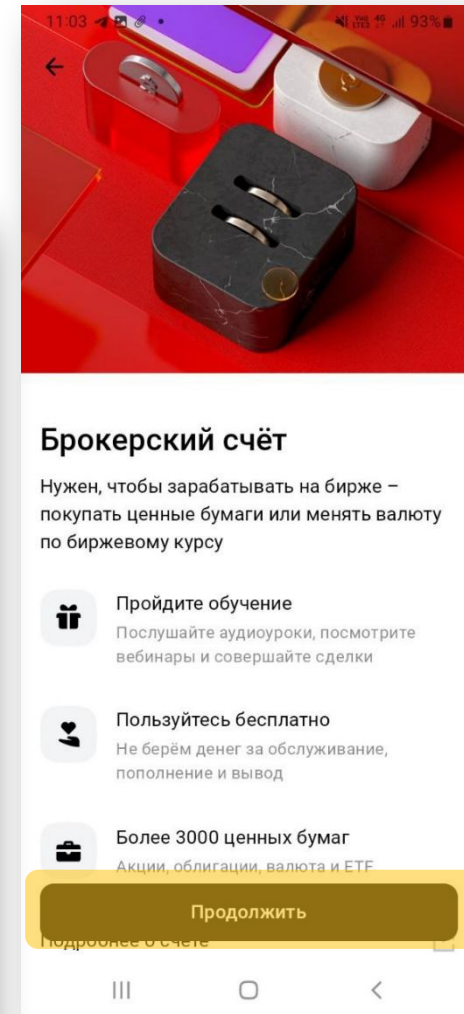 11:03
4G .ıll 93%
Брокерский счёт
Нужен, чтобы зарабатывать на бирже –
покупать ценные бумаги или менять валюту
по биржевому курсу
Пройдите обучение
Послушайте аудиоуроки, посмотрите
вебинары и совершайте сделки
Пользуйтесь бесплатно
Не берём денег за обслуживание,
пополнение и вывод
Более 3000 ценных бумаг
Акции, облигации, валюта и ETF
Продолжить
Подробнее о счёте